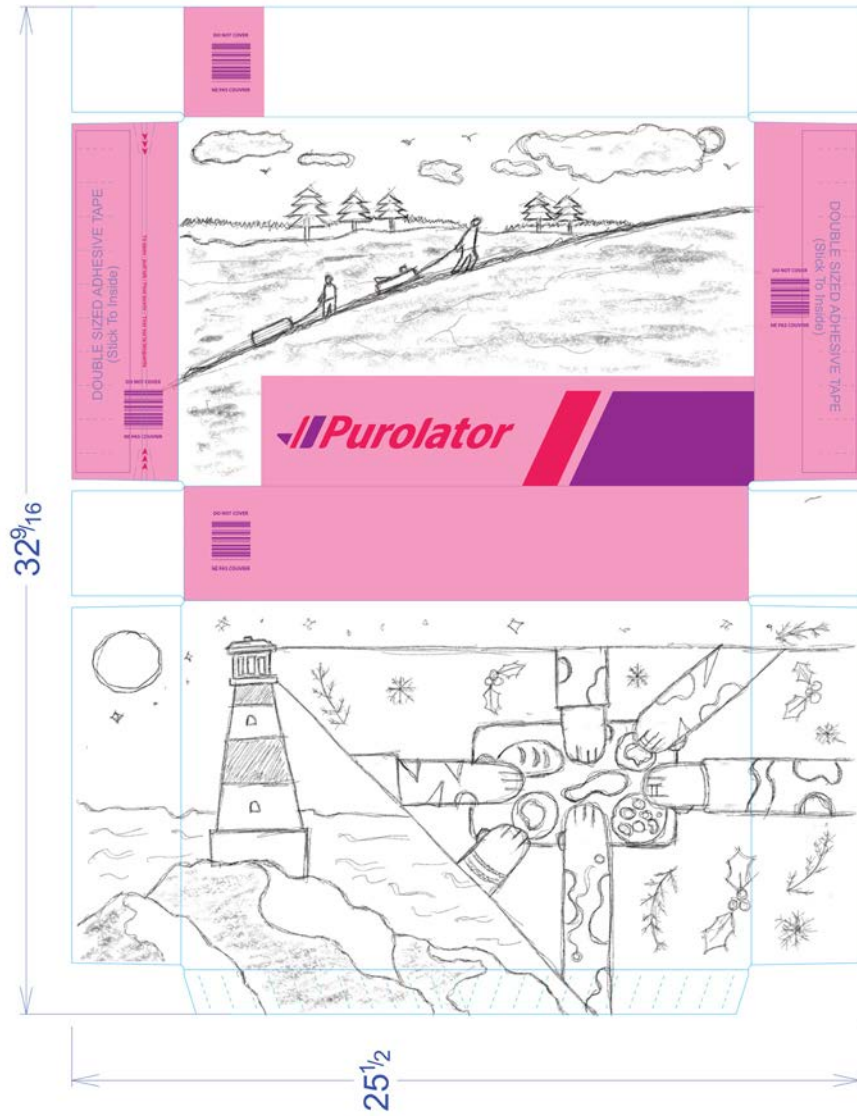 DO NOT COVER
NE PAS COUVRIR
DOUBLE SIZED ADHESIVE TAPE
(Stick To Inside)
DO NOT COVER
NE PAS COUVRIR
DOUBLE SIZED ADHESIVE TAPE
(Stick To Inside)
DO NOT COVER
NE PAS COUVRIR
Purolator
DO NOT COVER
NE PAS COUVRIR
32 9/16
25 1/2